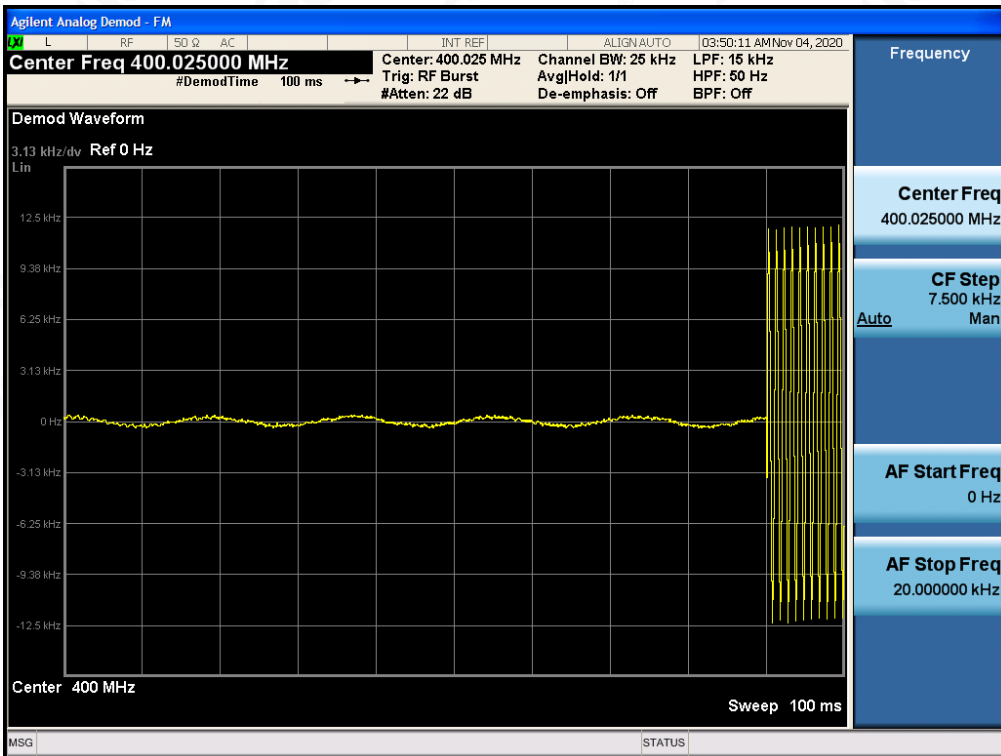 Agilent Analog Demod - FM
LXI L RF 50 Ω AC INT REF ALIGNAUTO 03:50:11 AM Nov 04, 2020
Center Freq 400.025000 MHz
#DemodTime 100 ms
Center: 400.025 MHz Channel BW: 25 kHz LPF: 15 kHz
Trig: RF Burst Avg|Hold: 1/1 HPF: 50 Hz
#Atten: 22 dB De-emphasis: Off BPF: Off
Demod Waveform
3.13 kHz/dv Ref 0 Hz
Lin
12.5 kHz
9.38 kHz
6.25 kHz
3.13 kHz
0 Hz
-3.13 kHz
-6.25 kHz
-9.38 kHz
-12.5 kHz
Center 400 MHz
Sweep 100 ms
Frequency
Center Freq
400.025000 MHz
CF Step
7.500 kHz
Auto Man
AF Start Freq
0 Hz
AF Stop Freq
20.000000 kHz
MSG STATUS